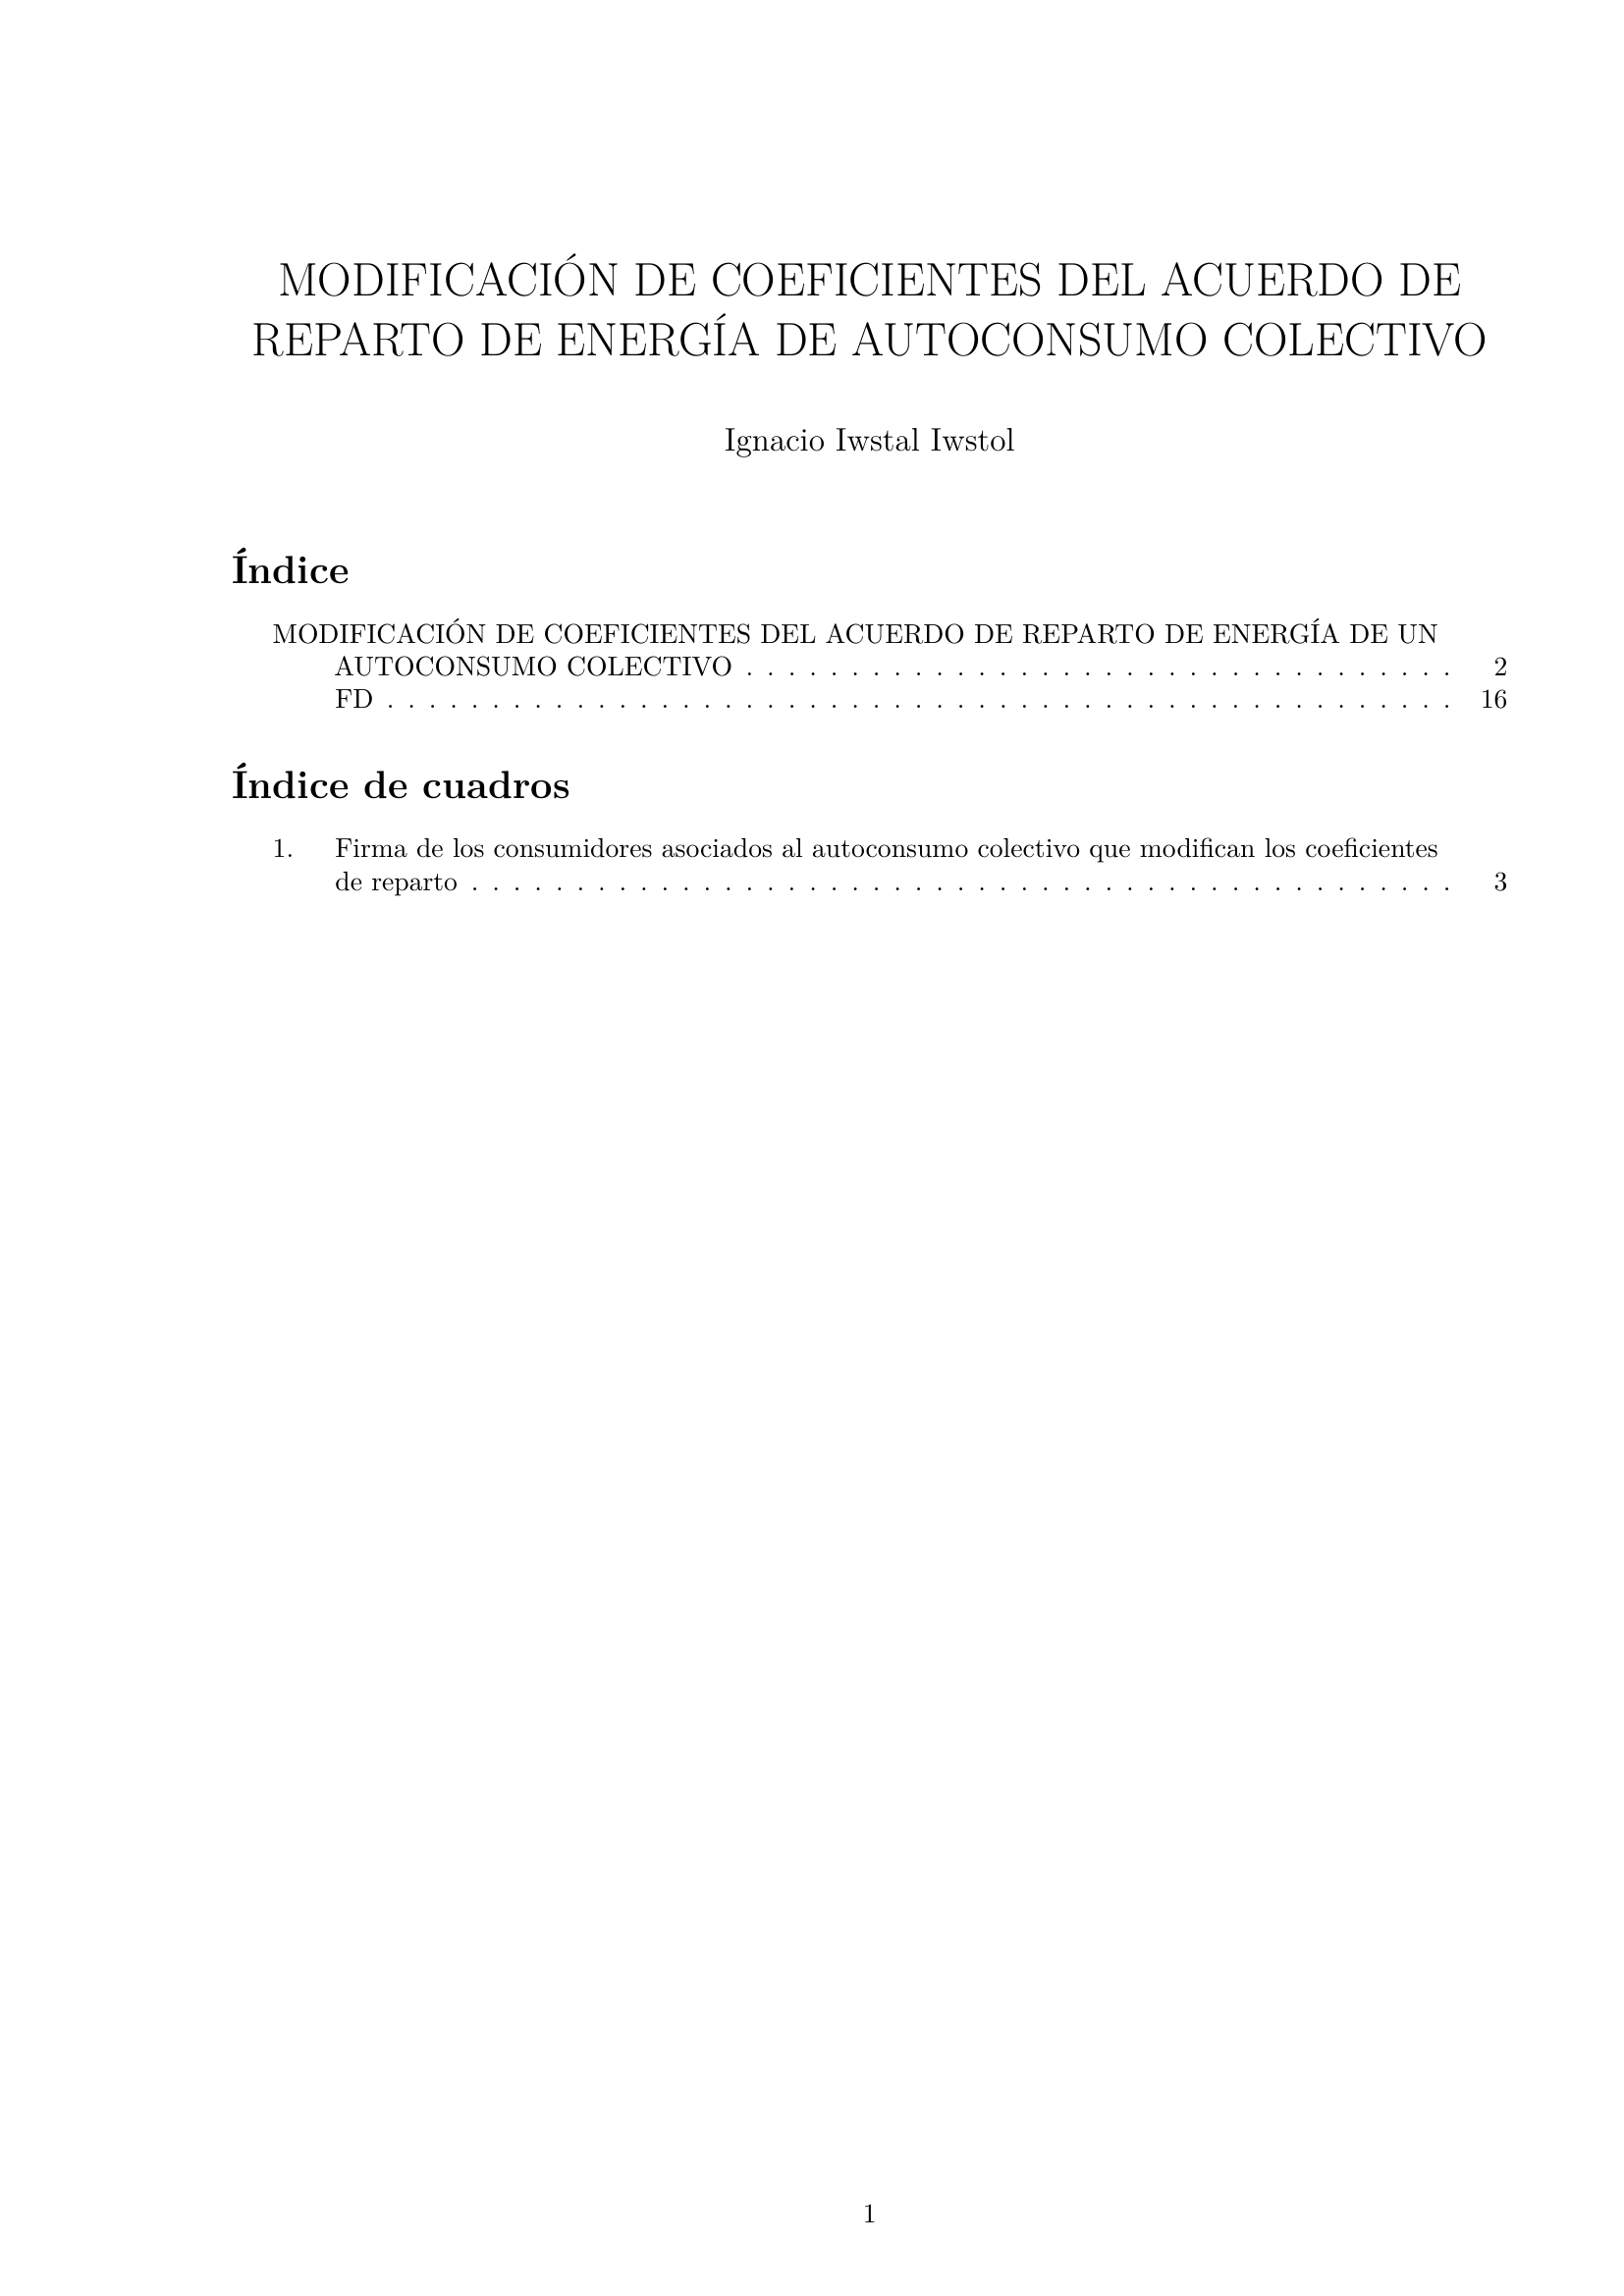 MODIFICACIÓN DE COEFICIENTES DEL ACUERDO DE
REPARTO DE ENERGÍA DE AUTOCONSUMO COLECTIVO
Ignacio Iwstal Iwstol
Índice
MODIFICACIÓN DE COEFICIENTES DEL ACUERDO DE REPARTO DE ENERGÍA DE UN
AUTOCONSUMO COLECTIVO . . . . . . . . . . . . . . . . . . . . . . . . . . . . . . . . . . 2
FD . . . . . . . . . . . . . . . . . . . . . . . . . . . . . . . . . . . . . . . . . . . . . . . . . . . 16
Índice de cuadros
1. Firma de los consumidores asociados al autoconsumo colectivo que modifican los coeficientes
de reparto . . . . . . . . . . . . . . . . . . . . . . . . . . . . . . . . . . . . . . . . . . . . . . . 3
1